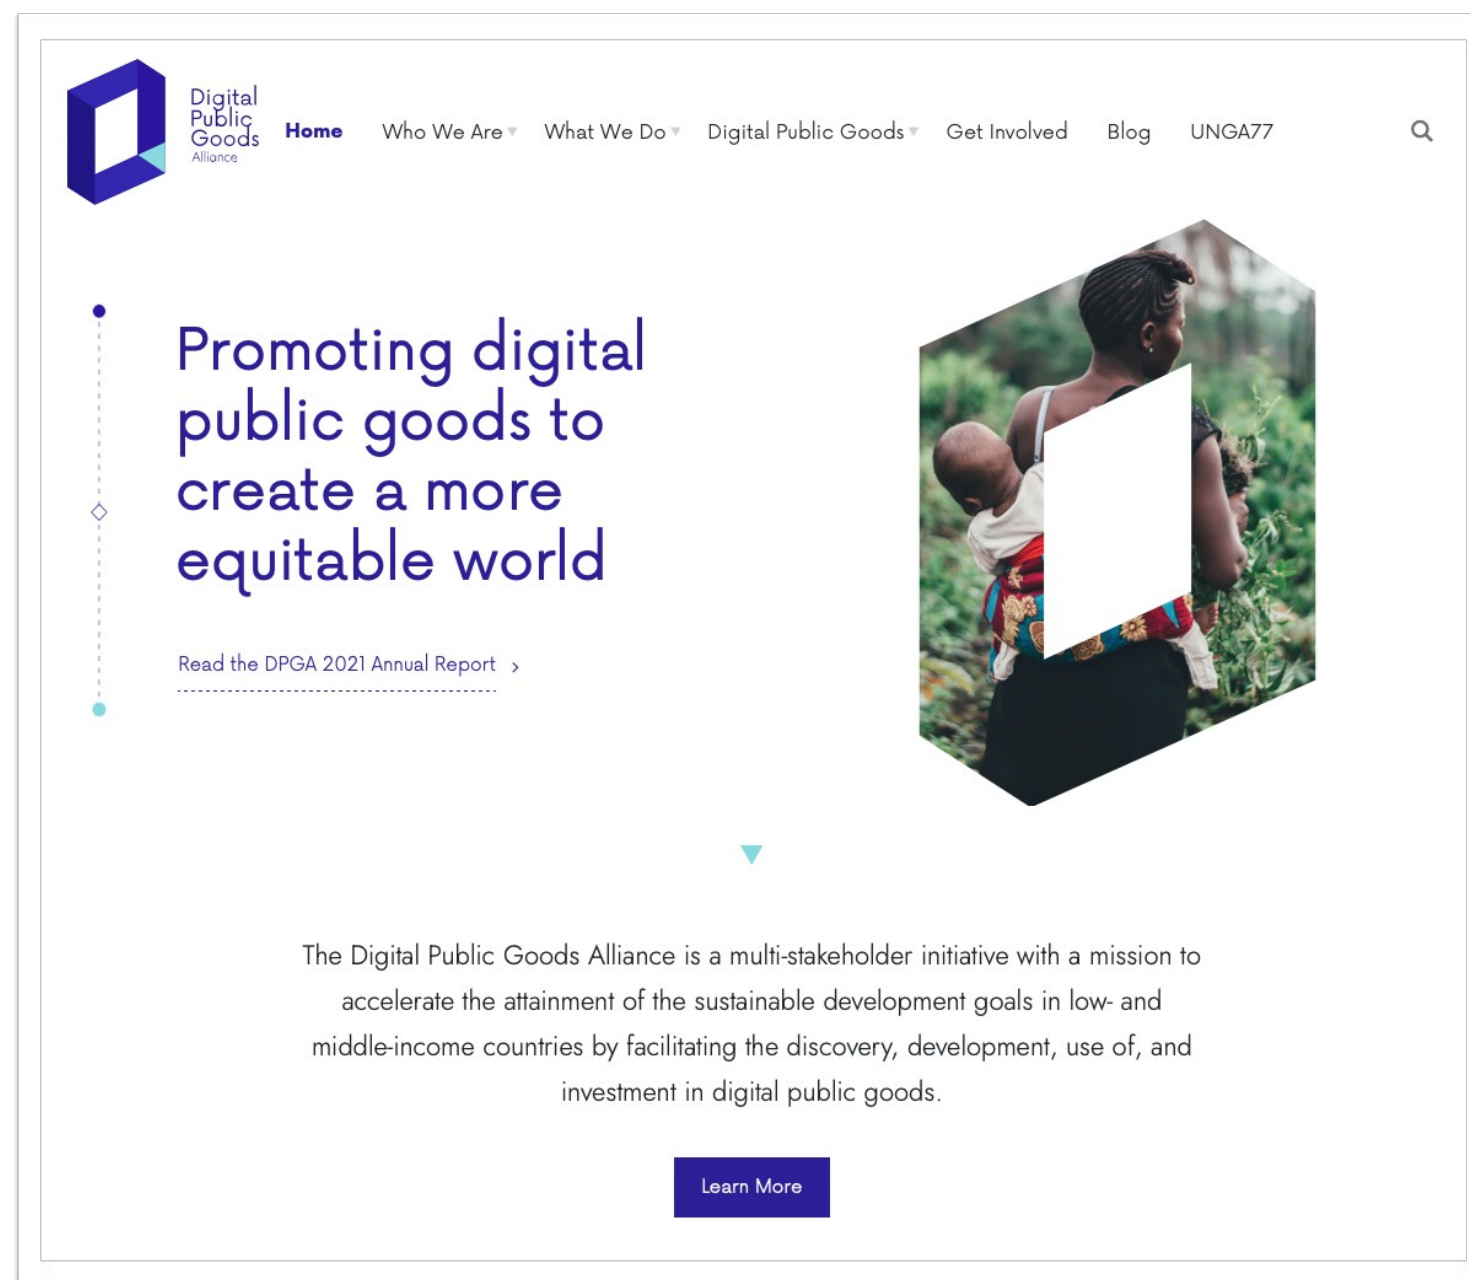 Digital
Public
Goods
Alliance
Home Who We Are What We Do Digital Public Goods Get Involved Blog UNGA77
Promoting digital
public goods to
create a more
equitable world
Read the DPGA 2021 Annual Report
The Digital Public Goods Alliance is a multi-stakeholder initiative with a mission to
accelerate the attainment of the sustainable development goals in low- and
middle-income countries by facilitating the discovery, development, use of, and
investment in digital public goods.
Learn More